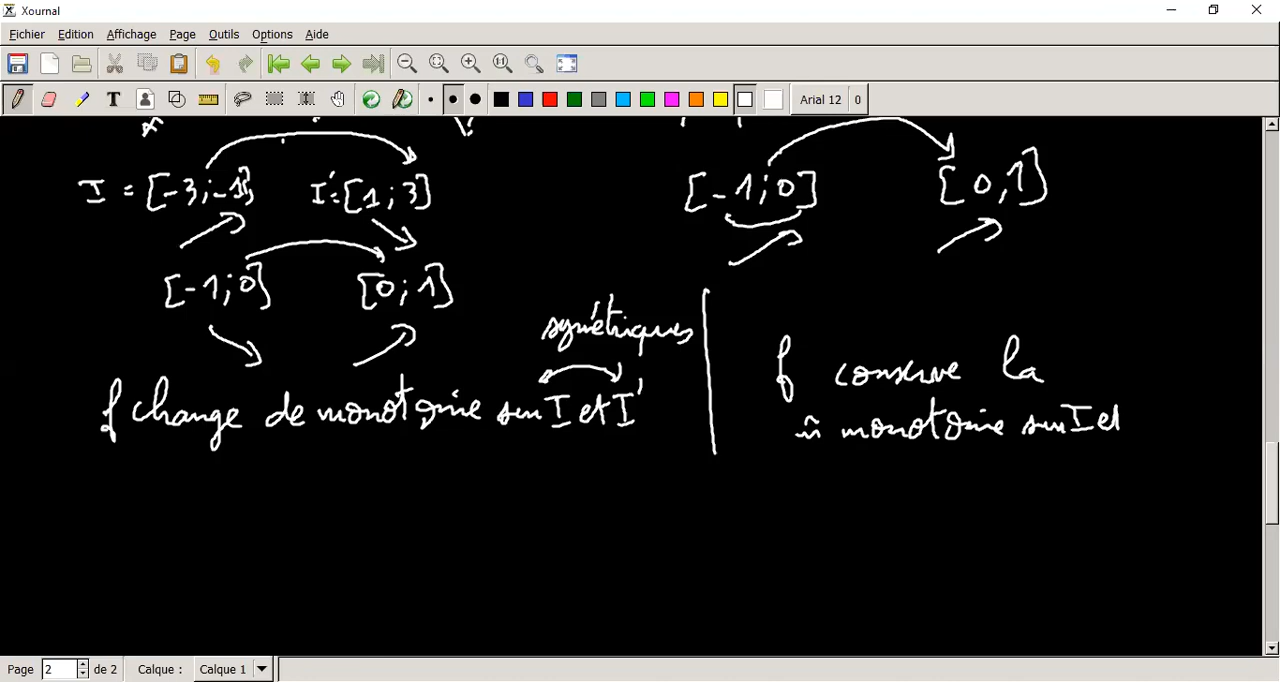 Xournal
Fichier Edition Affichage Page Outils Options Aide
Arial 12 0
I = [-3;-1] I' = [1;3]
[-1;0] [0,1]
[-1;0] [0;1]
symétriques
f change de monotonie sur I et I'
f conserve la
m̂ monotonie sur I et
Page 2 de 2 Calque : Calque 1